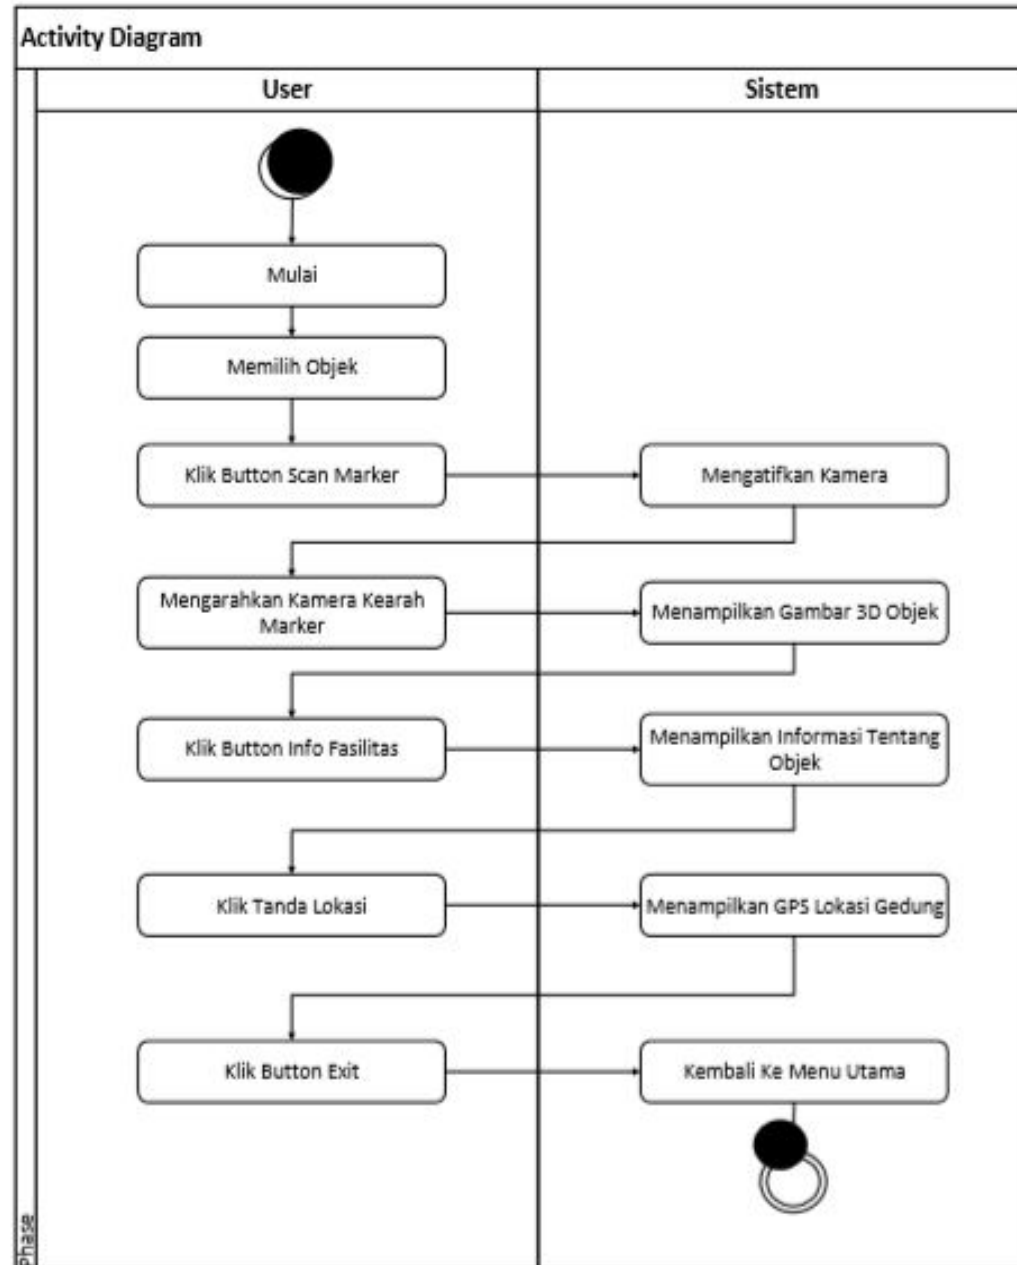 Activity Diagram
User
Sistem
Mulai
Memilih Objek
Klik Button Scan Marker
Mengatifkan Kamera
Mengarahkan Kamera Kearah
Marker
Menampilkan Gambar 3D Objek
Klik Button Info Fasilitas
Menampilkan Informasi Tentang
Objek
Klik Tanda Lokasi
Menampilkan GPS Lokasi Gedung
Klik Button Exit
Kembali Ke Menu Utama
Phase